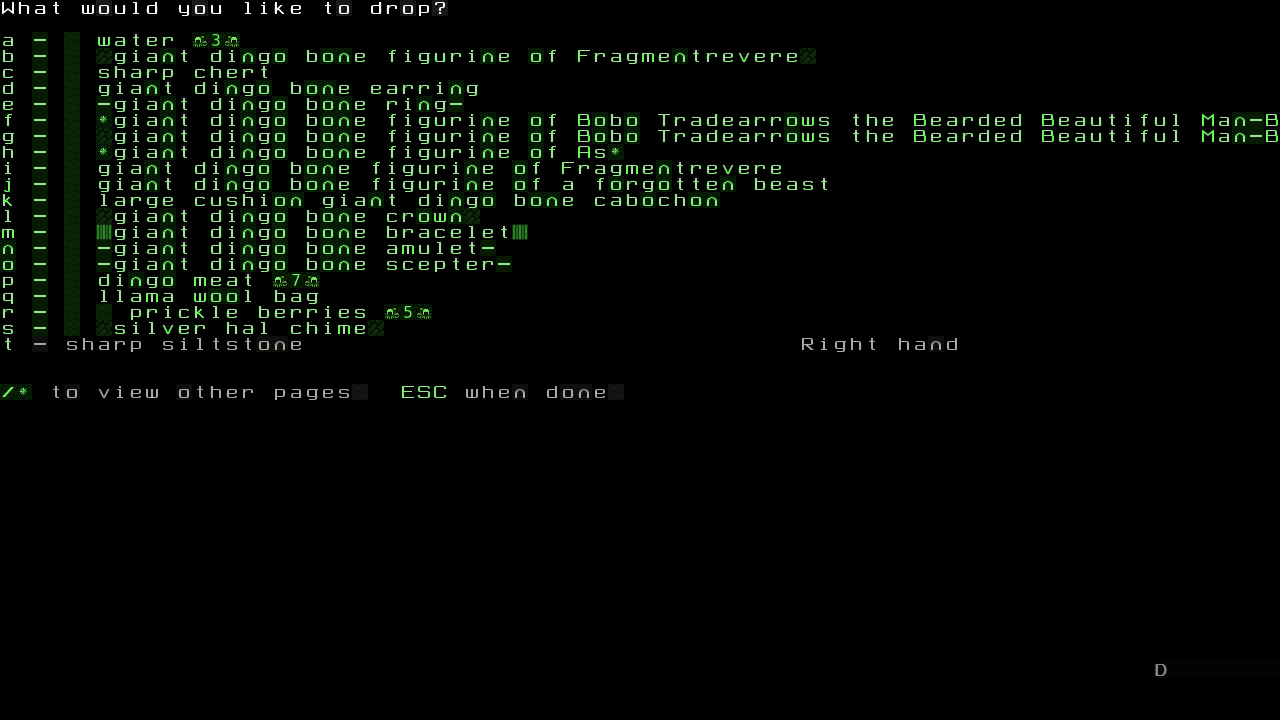 What would you like to drop?
a - water 3
b - giant dingo bone figurine of Fragmentrevere
c - sharp chert
d - giant dingo bone earring
e - -giant dingo bone ring-
f - *giant dingo bone figurine of Bobo Tradearrows the Bearded Beautiful Man-B
g - giant dingo bone figurine of Bobo Tradearrows the Bearded Beautiful Man-B
h - *giant dingo bone figurine of As*
i - giant dingo bone figurine of Fragmentrevere
j - giant dingo bone figurine of a forgotten beast
k - large cushion giant dingo bone cabochon
l - giant dingo bone crown
m - giant dingo bone bracelet
n - -giant dingo bone amulet-
o - -giant dingo bone scepter-
p - dingo meat 7
q - llama wool bag
r - prickle berries 5
s - silver hal chime
t - sharp siltstone Right hand
/* to view other pages ESC when done
D